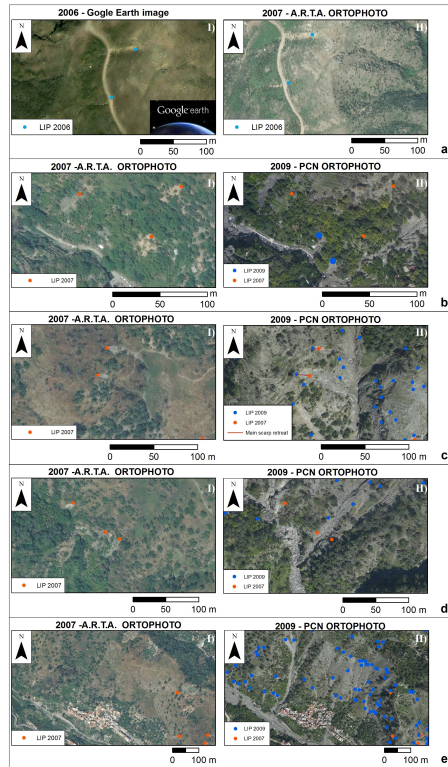 2006 - Gogle Earth image
2007 - A.R.T.A. ORTOPHOTO
N
I)
N
II)
Google earth
LIP 2006
LIP 2006
0 50 100 m
0 50 100 m
a
2007 -A.R.T.A. ORTOPHOTO
2009 - PCN ORTOPHOTO
N
I)
N
II)
LIP 2007
LIP 2009
LIP 2007
0 50 100 m
0 50 100 m
b
2007 -A.R.T.A. ORTOPHOTO
2009 - PCN ORTOPHOTO
N
I)
N
II)
LIP 2007
LIP 2009
LIP 2007
Main scarp retreat
0 50 100 m
0 50 100 m
c
2007 -A.R.T.A. ORTOPHOTO
2009 - PCN ORTOPHOTO
N
I)
N
II)
LIP 2007
LIP 2009
LIP 2007
0 50 100 m
0 50 100 m
d
2007 -A.R.T.A. ORTOPHOTO
2009 - PCN ORTOPHOTO
N
I)
N
II)
LIP 2007
LIP 2009
LIP 2007
0 100 m
0 100 m
e